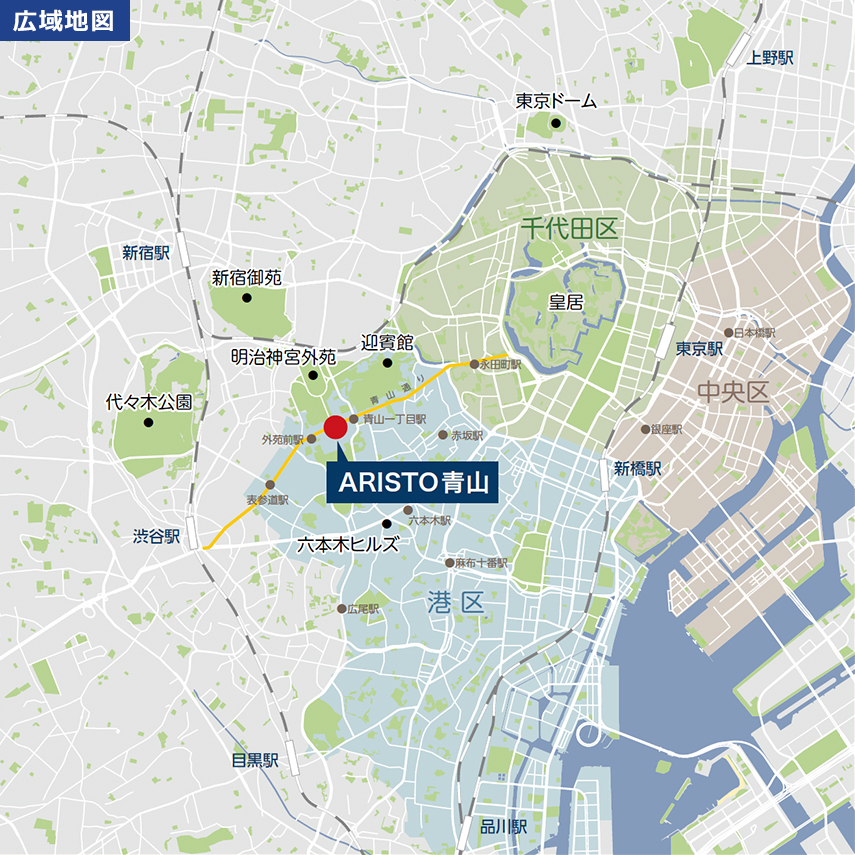 広域地図
上野駅
東京ドーム
千代田区
新宿駅
新宿御苑
皇居
日本橋駅
迎賓館
東京駅
明治神宮外苑
永田町駅
青山通り
中央区
代々木公園
青山一丁目駅
銀座駅
赤坂駅
外苑前駅
新橋駅
ARISTO青山
表参道駅
六本木駅
渋谷駅
六本木ヒルズ
麻布十番駅
港区
広尾駅
目黒駅
品川駅